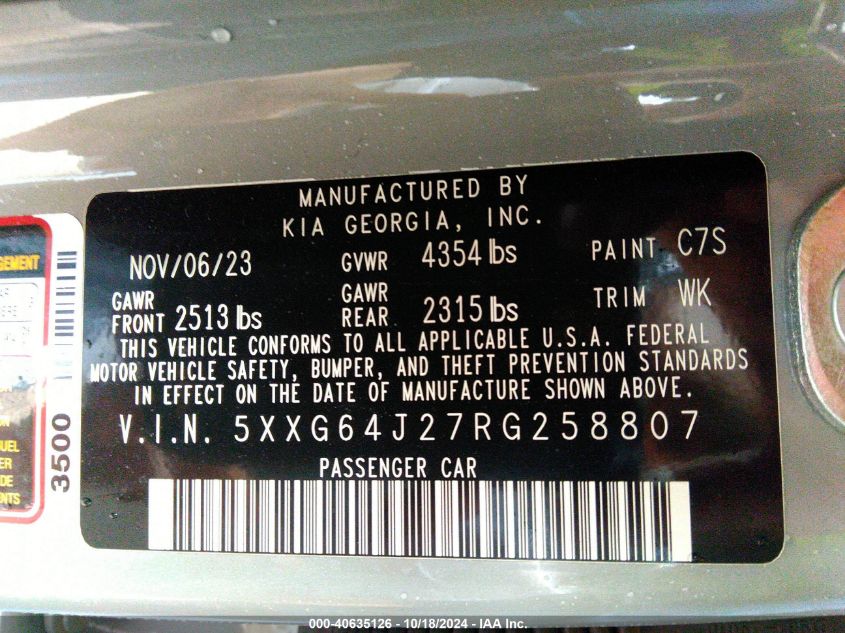 MANUFACTURED BY
KIA GEORGIA, INC.
NOV/06/23 GVWR 4354 lbs PAINT C7S
GAWR FRONT 2513 lbs GAWR REAR 2315 lbs TRIM WK
THIS VEHICLE CONFORMS TO ALL APPLICABLE U.S.A. FEDERAL
MOTOR VEHICLE SAFETY, BUMPER, AND THEFT PREVENTION STANDARDS
IN EFFECT ON THE DATE OF MANUFACTURE SHOWN ABOVE.
V.I.N. 5XXG64J27RG258807
PASSENGER CAR
3500
000-40635126 - 10/18/2024 - IAA Inc.